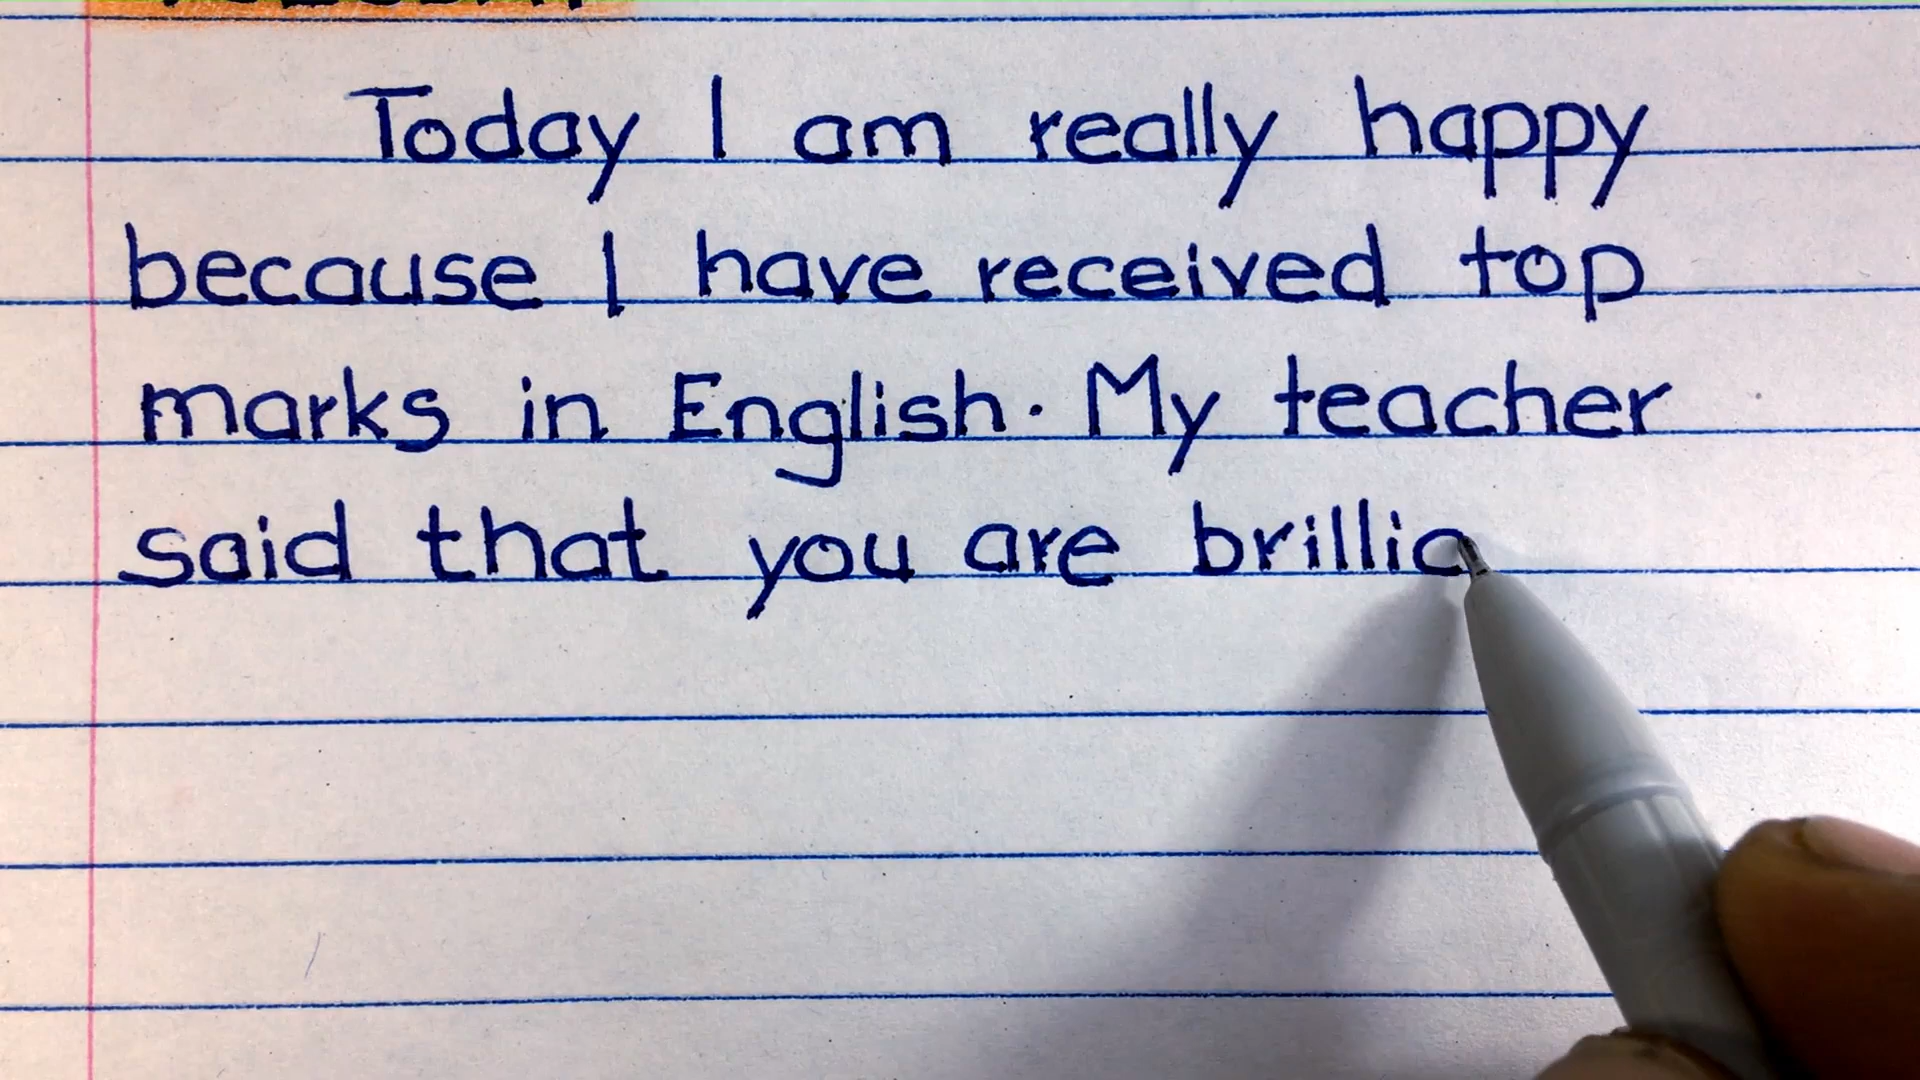 Today I am really happy
because I have received top
marks in English. My teacher
said that you are brillia